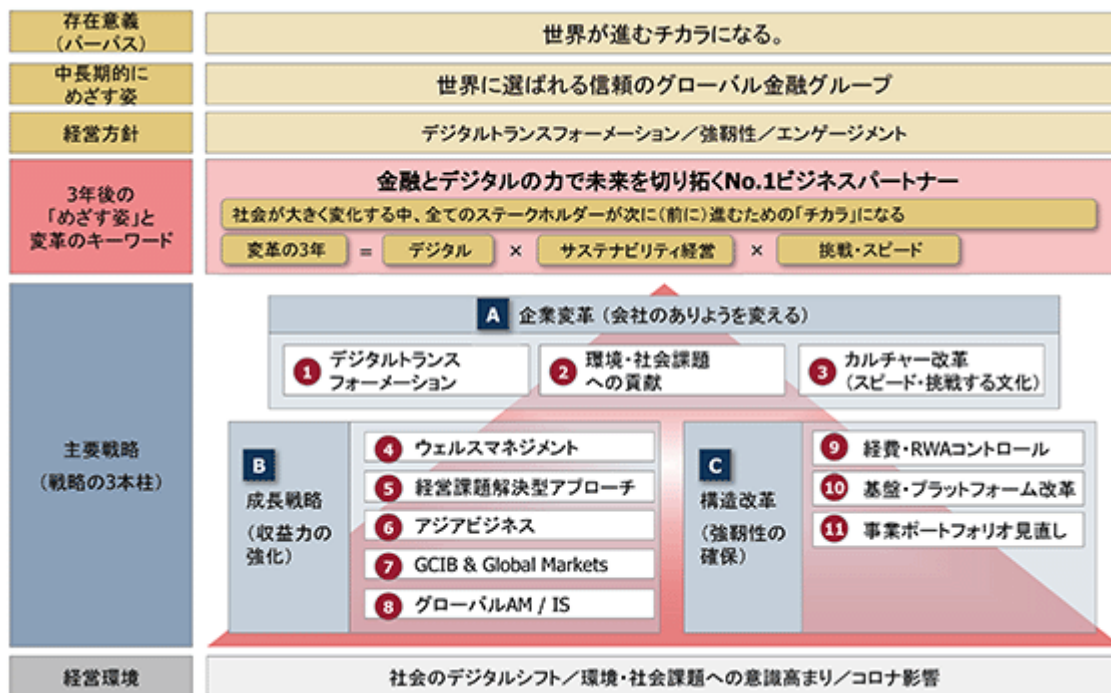 存在意義
(パーパス)
世界が進むチカラになる。
中長期的に
めざす姿
世界に選ばれる信頼のグローバル金融グループ
経営方針
デジタルトランスフォーメーション／強靭性／エンゲージメント
3年後の
「めざす姿」と
変革のキーワード
金融とデジタルの力で未来を切り拓くNo.1ビジネスパートナー
社会が大きく変化する中、全てのステークホルダーが次に(前に)進むための「チカラ」になる
変革の3年 = デジタル × サステナビリティ経営 × 挑戦・スピード
主要戦略
(戦略の3本柱)
A 企業変革 (会社のありようを変える)
1 デジタルトランス
フォーメーション
2 環境・社会課題
への貢献
3 カルチャー改革
(スピード・挑戦する文化)
B
成長戦略
(収益力の
強化)
4 ウェルスマネジメント
5 経営課題解決型アプローチ
6 アジアビジネス
7 GCIB & Global Markets
8 グローバルAM / IS
C
構造改革
(強靭性の
確保)
9 経費・RWAコントロール
10 基盤・プラットフォーム改革
11 事業ポートフォリオ見直し
経営環境
社会のデジタルシフト／環境・社会課題への意識高まり／コロナ影響